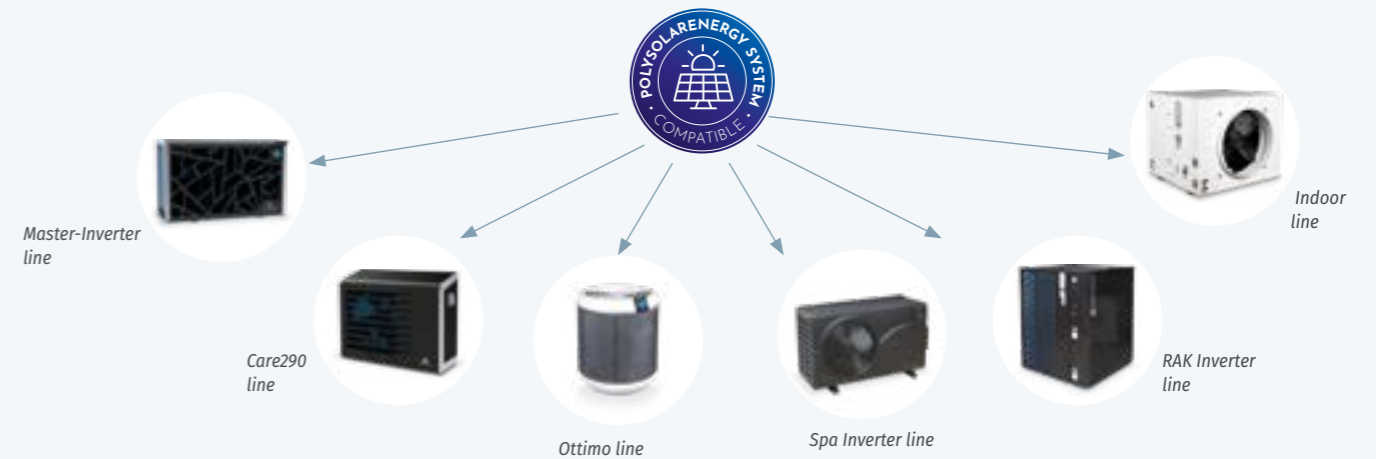 POLYSOLARENERGY SYSTEM
COMPATIBLE
Master-Inverter
line
Care290
line
Ottimo line
Spa Inverter line
RAK Inverter
line
Indoor
line